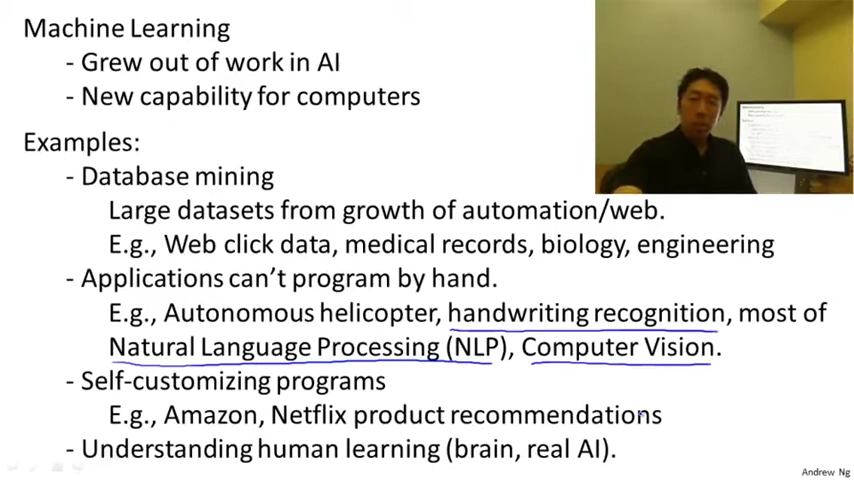 Machine Learning
- Grew out of work in AI
- New capability for computers
Examples:
- Database mining
Large datasets from growth of automation/web.
E.g., Web click data, medical records, biology, engineering
- Applications can’t program by hand.
E.g., Autonomous helicopter, handwriting recognition, most of
Natural Language Processing (NLP), Computer Vision.
- Self-customizing programs
E.g., Amazon, Netflix product recommendations
- Understanding human learning (brain, real AI).
Andrew Ng